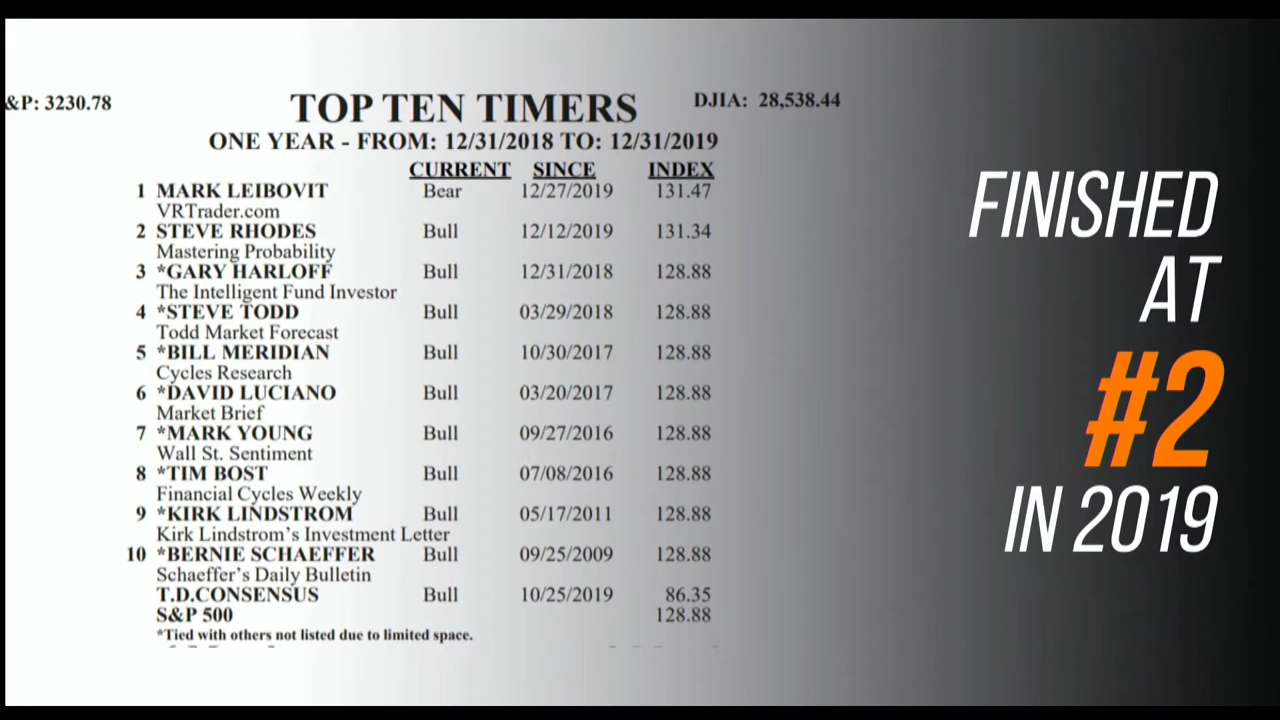 &P: 3230.78
TOP TEN TIMERS
DJIA: 28,538.44
ONE YEAR - FROM: 12/31/2018 TO: 12/31/2019
CURRENT SINCE INDEX
1 MARK LEIBOVIT Bear 12/27/2019 131.47
VRTrader.com
2 STEVE RHODES Bull 12/12/2019 131.34
Mastering Probability
3 *GARY HARLOFF Bull 12/31/2018 128.88
The Intelligent Fund Investor
4 *STEVE TODD Bull 03/29/2018 128.88
Todd Market Forecast
5 *BILL MERIDIAN Bull 10/30/2017 128.88
Cycles Research
6 *DAVID LUCIANO Bull 03/20/2017 128.88
Market Brief
7 *MARK YOUNG Bull 09/27/2016 128.88
Wall St. Sentiment
8 *TIM BOST Bull 07/08/2016 128.88
Financial Cycles Weekly
9 *KIRK LINDSTROM Bull 05/17/2011 128.88
Kirk Lindstrom's Investment Letter
10 *BERNIE SCHAEFFER Bull 09/25/2009 128.88
Schaeffer's Daily Bulletin
T.D.CONSENSUS Bull 10/25/2019 86.35
S&P 500 128.88
*Tied with others not listed due to limited space.
FINISHED
AT
#2
IN 2019